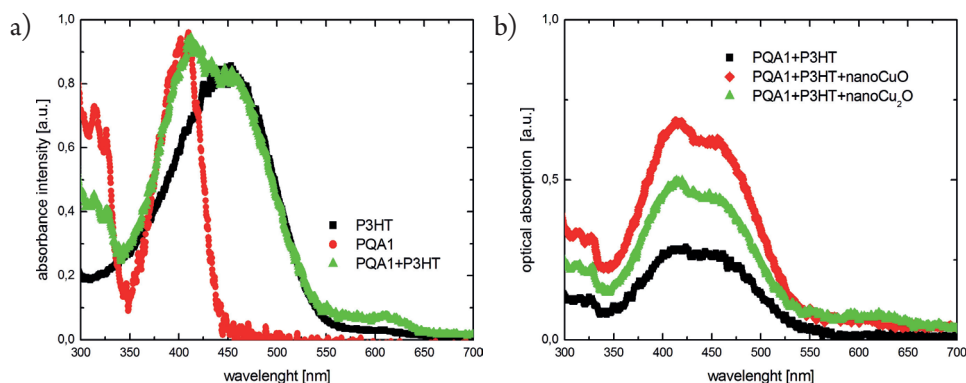 a)
1,0
0,8
0,6
0,4
0,2
0,0
absorbance intensity [a.u.]
P3HT
PQA1
PQA1+P3HT
300 350 400 450 500 550 600 650 700
wavelenght [nm]
b)
1,0
0,5
0,0
optical absorption [a.u.]
PQA1+P3HT
PQA1+P3HT+nanoCuO
PQA1+P3HT+nanoCu₂O
300 350 400 450 500 550 600 650 700
wavelenght [nm]